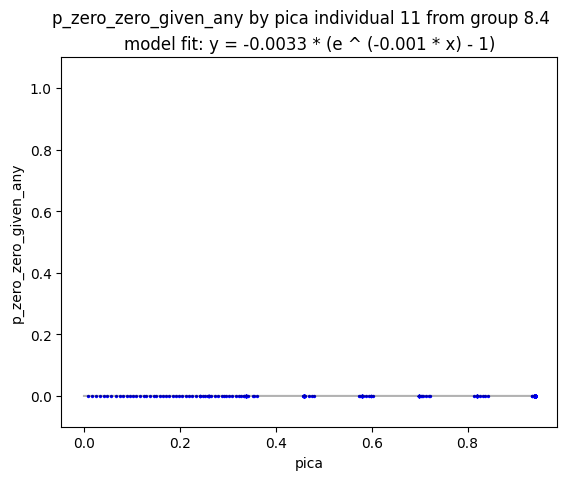 p_zero_zero_given_any by pica individual 11 from group 8.4
model fit: y = -0.0033 * (e ^ (-0.001 * x) - 1)
1.0
0.8
0.6
0.4
0.2
0.0
p_zero_zero_given_any
0.0 0.2 0.4 0.6 0.8
pica